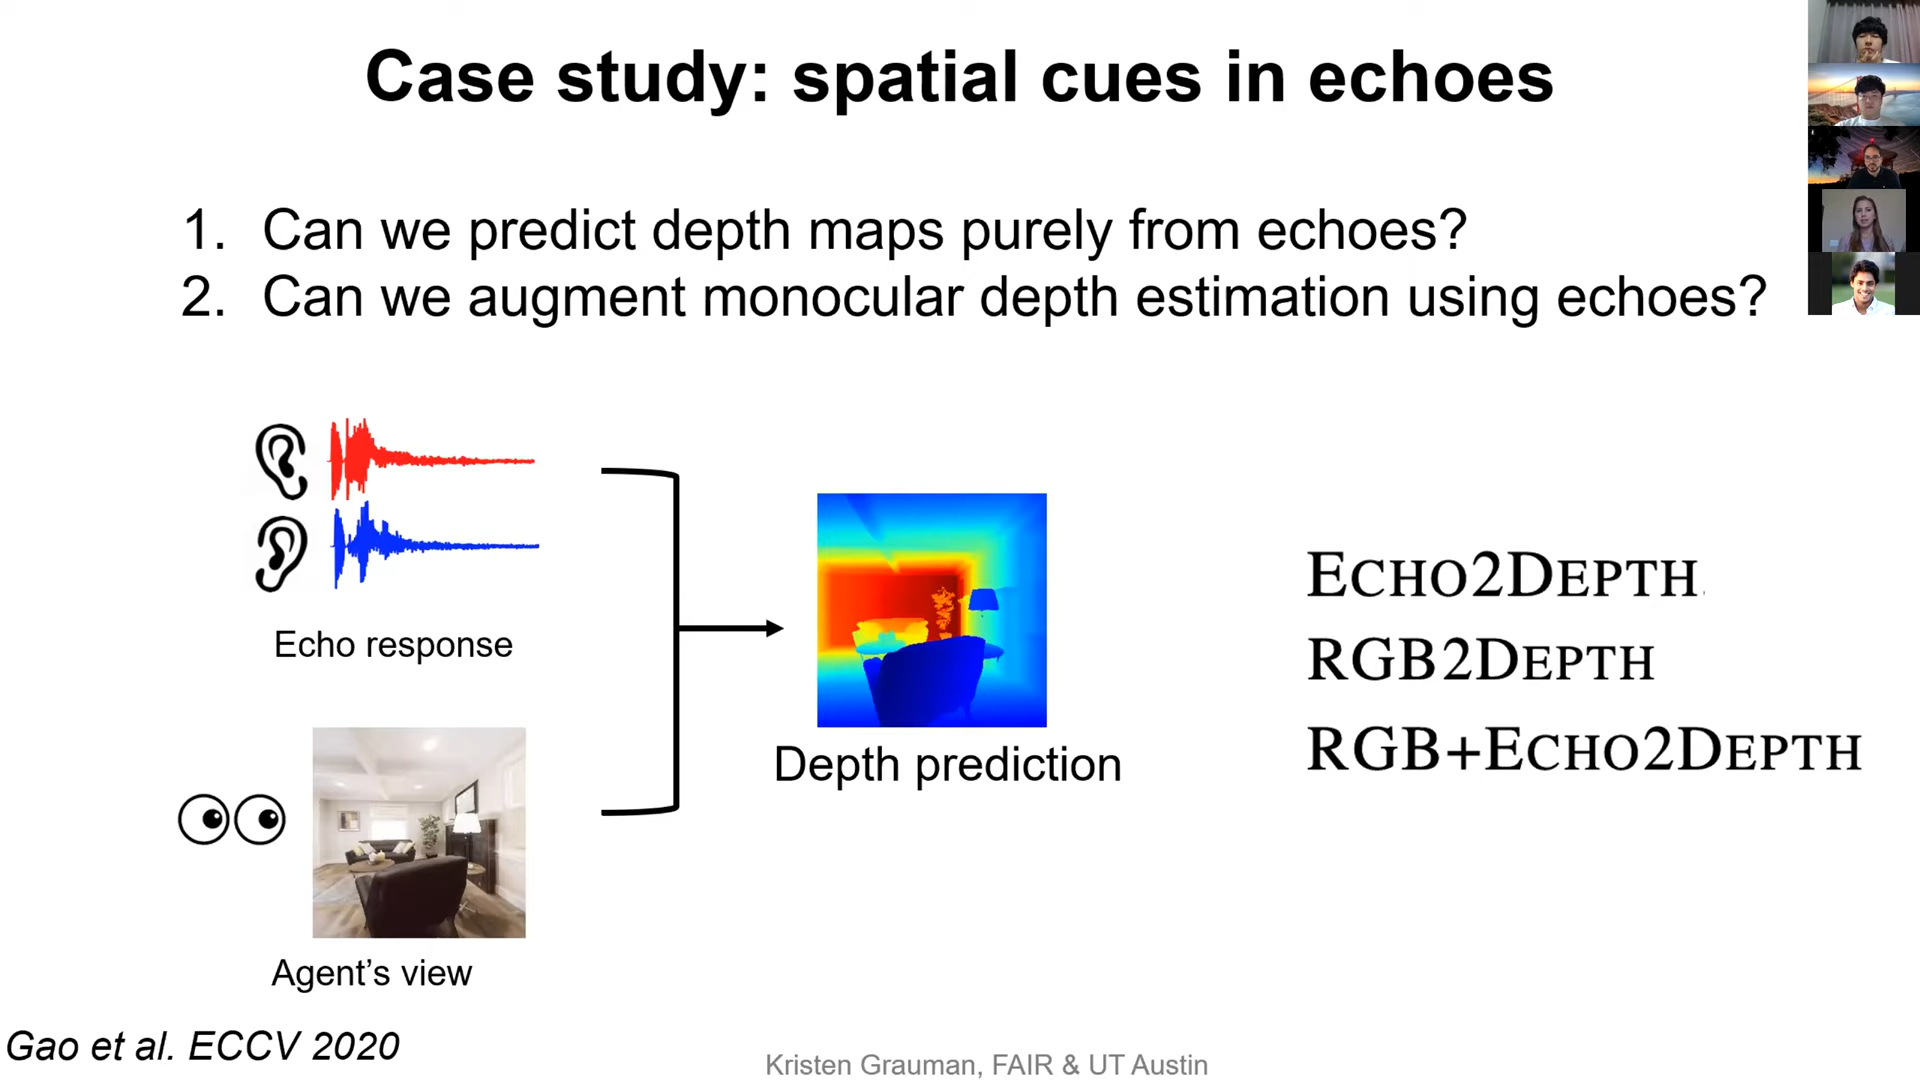 Case study: spatial cues in echoes
1. Can we predict depth maps purely from echoes?
2. Can we augment monocular depth estimation using echoes?
Echo response
Depth prediction
Agent’s view
ECHO2DEPTH
RGB2DEPTH
RGB+ECHO2DEPTH
Gao et al. ECCV 2020
Kristen Grauman, FAIR & UT Austin